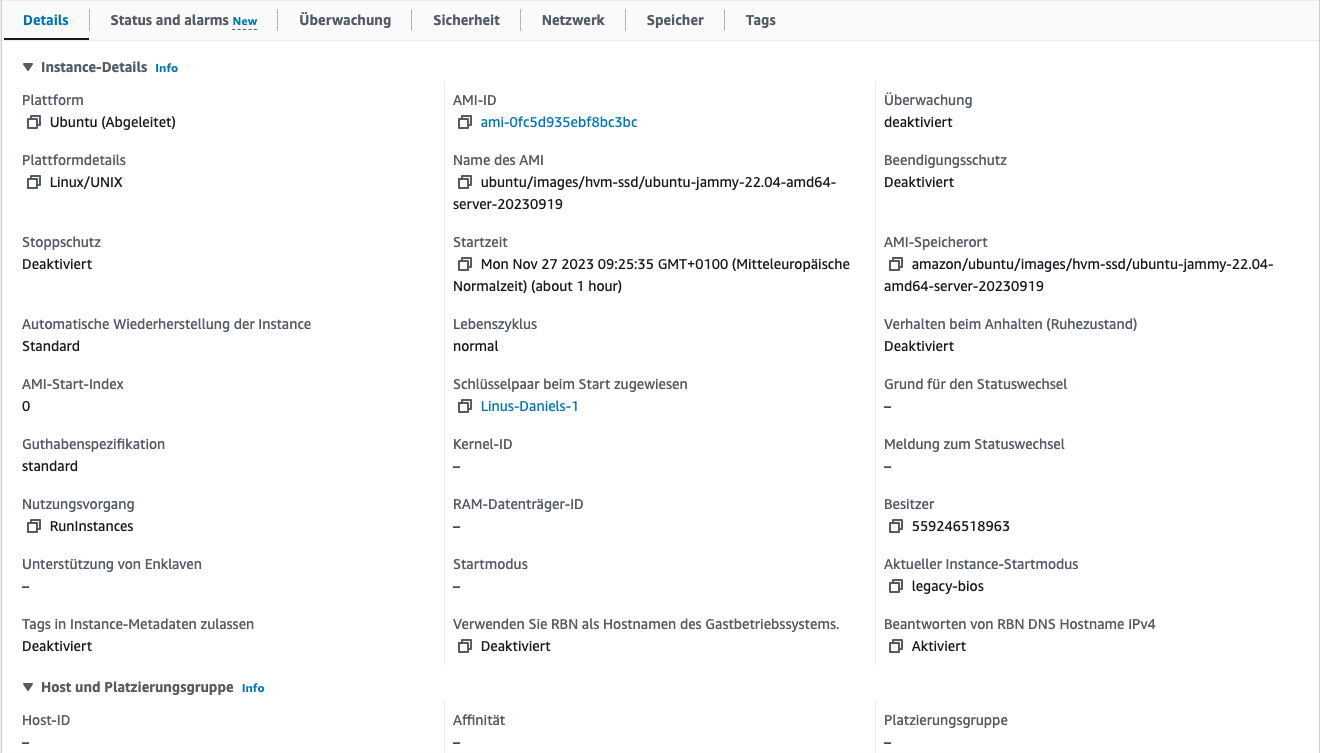 Details
Status and alarms New
Überwachung
Sicherheit
Netzwerk
Speicher
Tags
Instance-Details Info
Plattform
Ubuntu (Abgeleitet)
AMI-ID
ami-0fc5d935ebf8bc3bc
Überwachung
deaktiviert
Plattformdetails
Linux/UNIX
Name des AMI
ubuntu/images/hvm-ssd/ubuntu-jammy-22.04-amd64-
server-20230919
Beendigungsschutz
Deaktiviert
Stoppschutz
Deaktiviert
Startzeit
Mon Nov 27 2023 09:25:35 GMT+0100 (Mitteleuropäische
Normalzeit) (about 1 hour)
AMI-Speicherort
amazon/ubuntu/images/hvm-ssd/ubuntu-jammy-22.04-
amd64-server-20230919
Automatische Wiederherstellung der Instance
Standard
Lebenszyklus
normal
Verhalten beim Anhalten (Ruhezustand)
Deaktiviert
AMI-Start-Index
0
Schlüsselpaar beim Start zugewiesen
Linus-Daniels-1
Grund für den Statuswechsel
–
Guthabenspezifikation
standard
Kernel-ID
–
Meldung zum Statuswechsel
–
Nutzungsvorgang
RunInstances
RAM-Datenträger-ID
–
Besitzer
559246518963
Unterstützung von Enklaven
–
Startmodus
–
Aktueller Instance-Startmodus
legacy-bios
Tags in Instance-Metadaten zulassen
Deaktiviert
Verwenden Sie RBN als Hostnamen des Gastbetriebssystems.
Deaktiviert
Beantworten von RBN DNS Hostname IPv4
Aktiviert
Host und Platzierungsgruppe Info
Host-ID
–
Affinität
–
Platzierungsgruppe
–